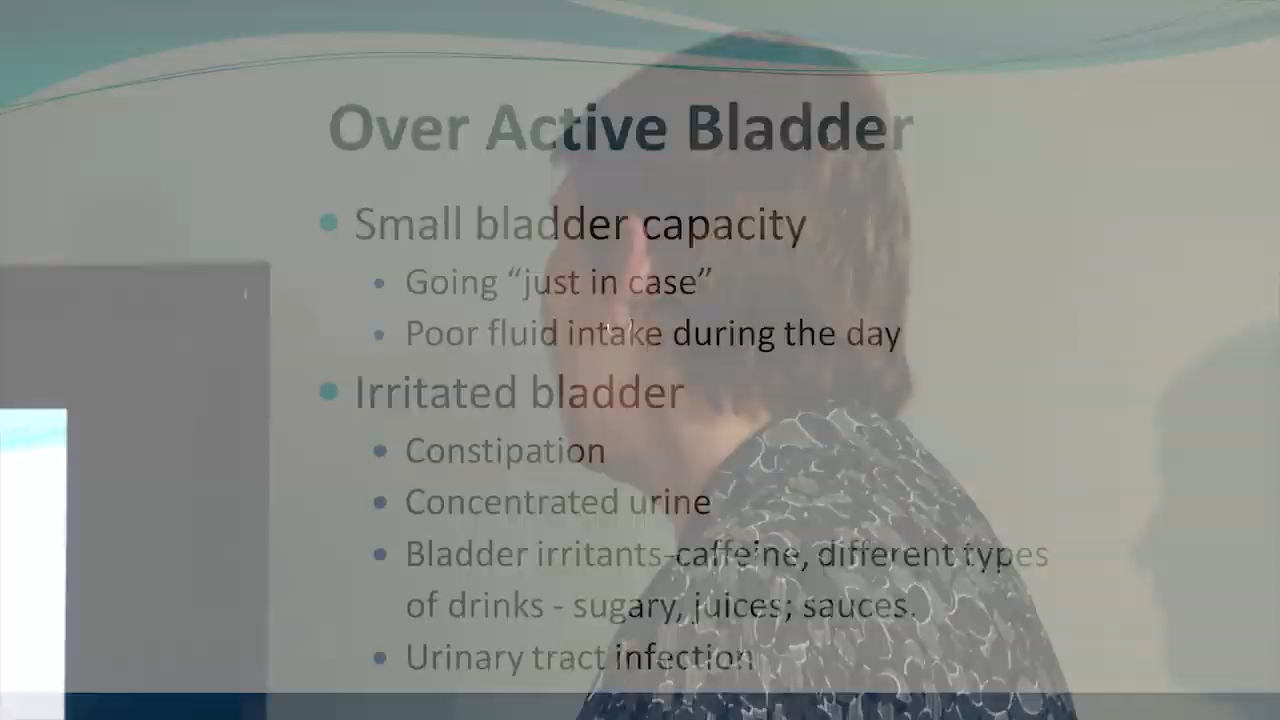 Over Active Bladder
• Small bladder capacity
• Going “just in case”
• Poor fluid intake during the day
• Irritated bladder
• Constipation
• Concentrated urine
• Bladder irritants-caffeine, different types
of drinks - sugary, juices; sauces.
• Urinary tract infection